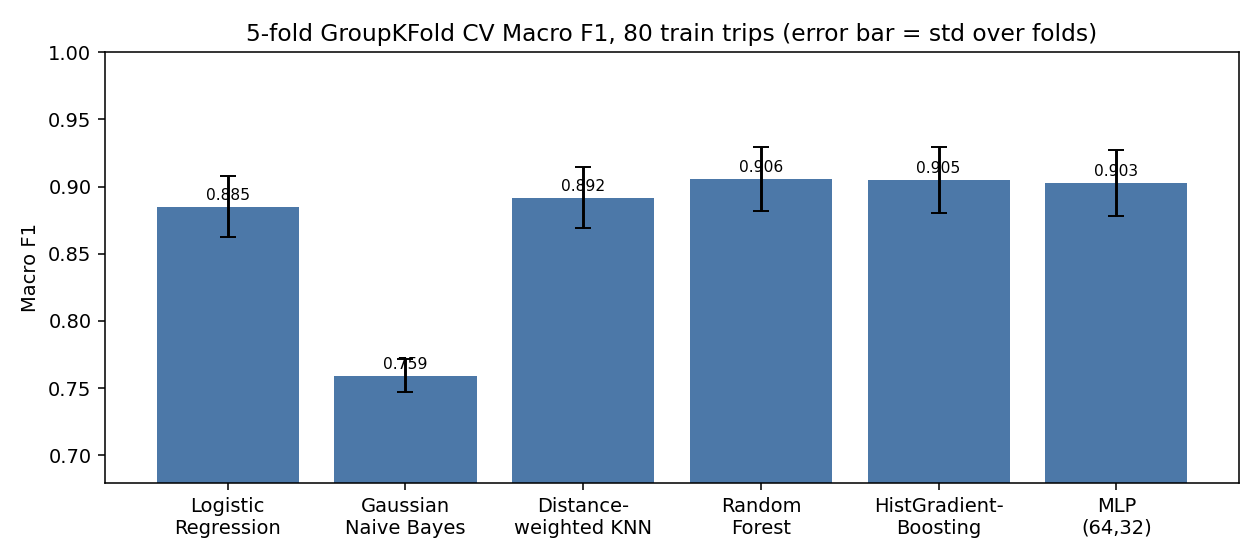 5-fold GroupKFold CV Macro F1, 80 train trips (error bar = std over folds)
Macro F1
1.00
0.95
0.90
0.85
0.80
0.75
0.70
0.885
0.759
0.892
0.906
0.905
0.903
Logistic
Regression
Gaussian
Naive Bayes
Distance-
weighted KNN
Random
Forest
HistGradient-
Boosting
MLP
(64,32)